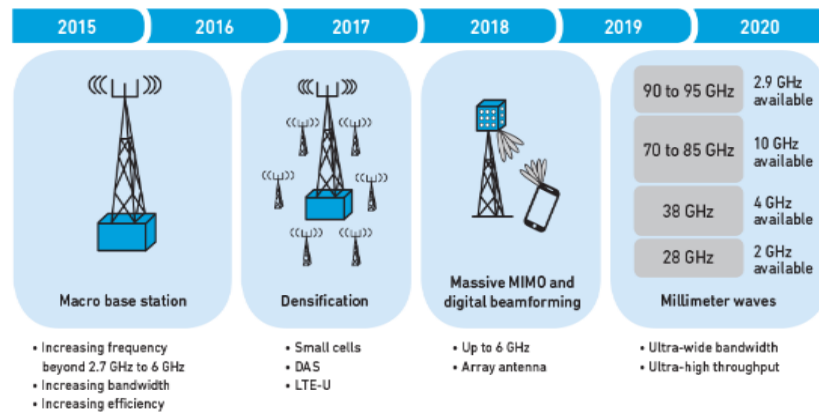 2015
2016
2017
2018
2019
2020
Macro base station
• Increasing frequency
beyond 2.7 GHz to 6 GHz
• Increasing bandwidth
• Increasing efficiency
Densification
• Small cells
• DAS
• LTE-U
Massive MIMO and
digital beamforming
• Up to 6 GHz
• Array antenna
90 to 95 GHz
2.9 GHz
available
70 to 85 GHz
10 GHz
available
38 GHz
4 GHz
available
28 GHz
2 GHz
available
Millimeter waves
• Ultra-wide bandwidth
• Ultra-high throughput